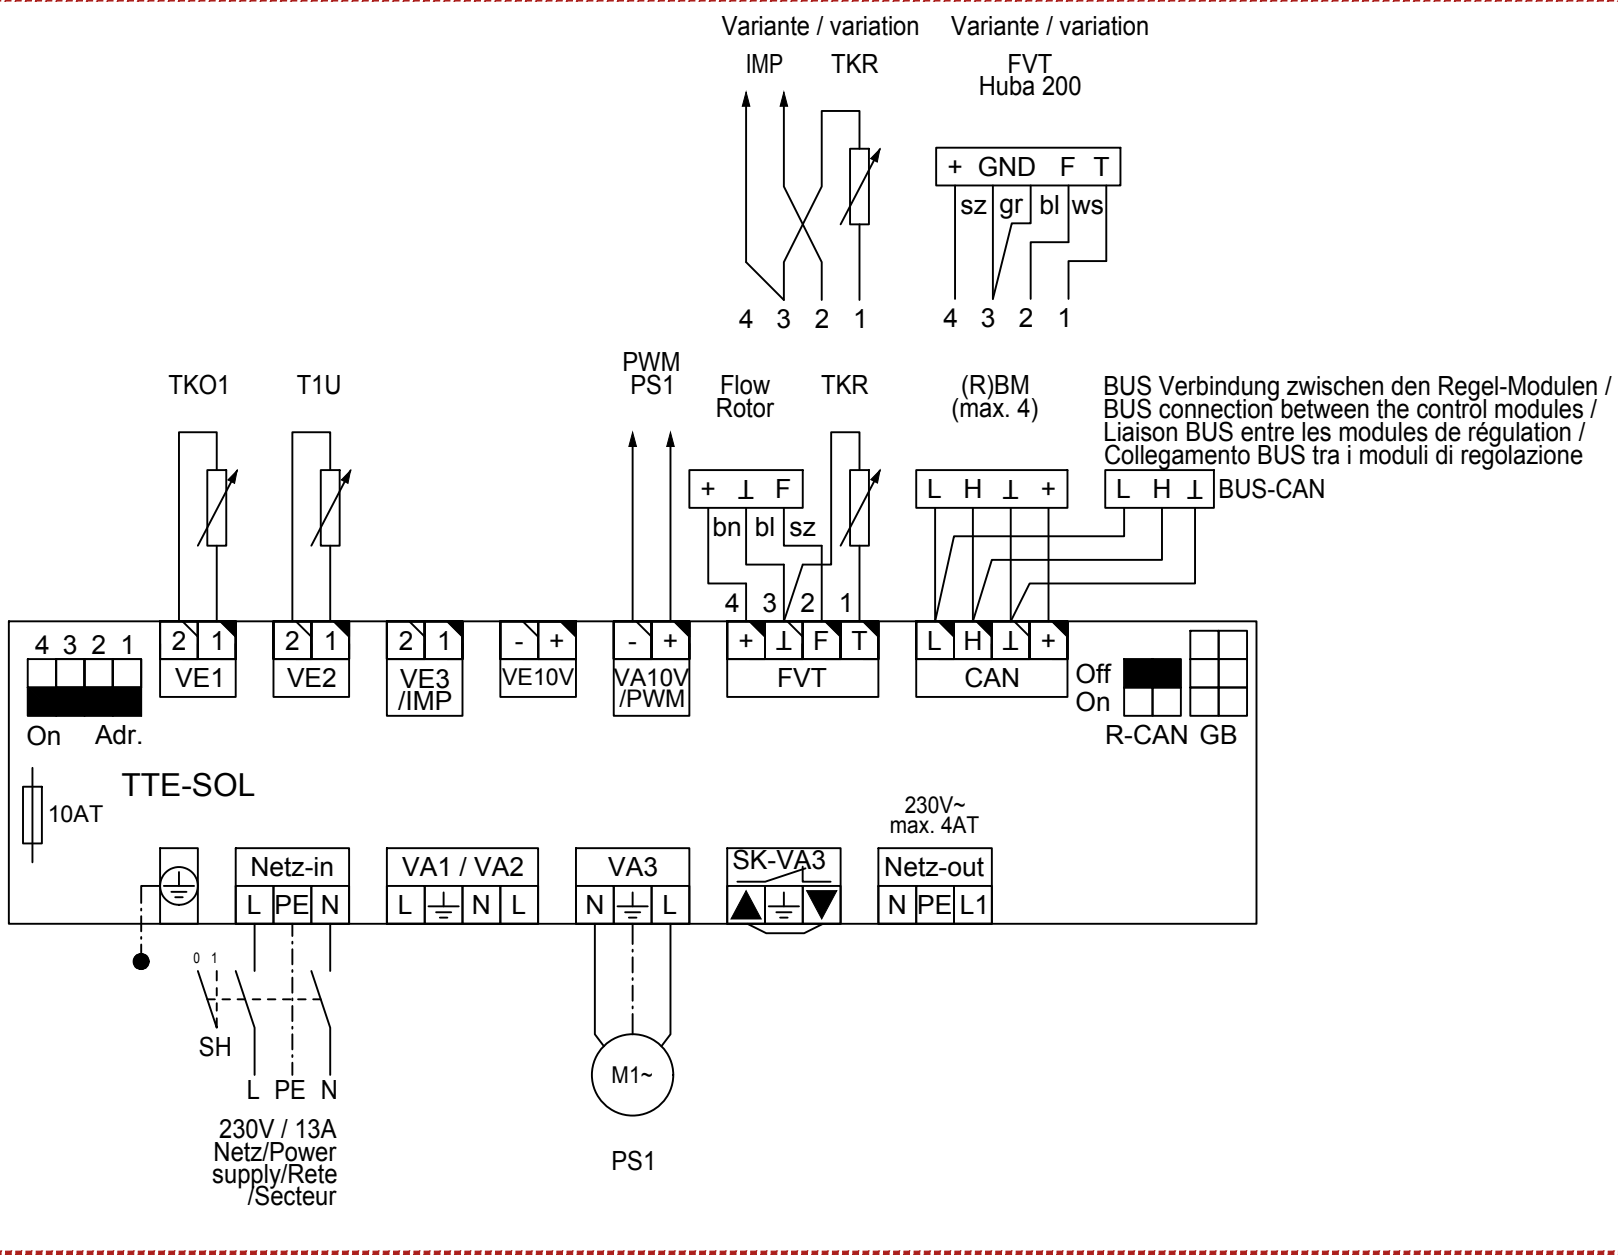 Variante / variation Variante / variation
IMP TKR FVT
Huba 200
+ GND F T
sz gr bl ws
4 3 2 1 4 3 2 1
TKO1 T1U PWM
PS1 Flow
Rotor TKR (R)BM
(max. 4)
BUS Verbindung zwischen den Regel-Modulen /
BUS connection between the control modules /
Liaison BUS entre les modules de régulation /
Collegamento BUS tra i moduli di regolazione
+ ⊥ F L H ⊥ + L H ⊥ BUS-CAN
bn bl sz
4 3 2 1
4 3 2 1 2 1 2 1 2 1 - + - + + ⊥ F T L H ⊥ +
VE1 VE2 VE3
/IMP VE10V VA10V
/PWM FVT CAN
Off
On
On Adr. R-CAN GB
TTE-SOL
10AT
230V~
max. 4AT
Netz-in VA1 / VA2 VA3 SK-VA3 Netz-out
L PE N L N L N L N PE L1
0 1
SH
L PE N
M1~
230V / 13A
Netz/Power
supply/Rete
/Secteur
PS1